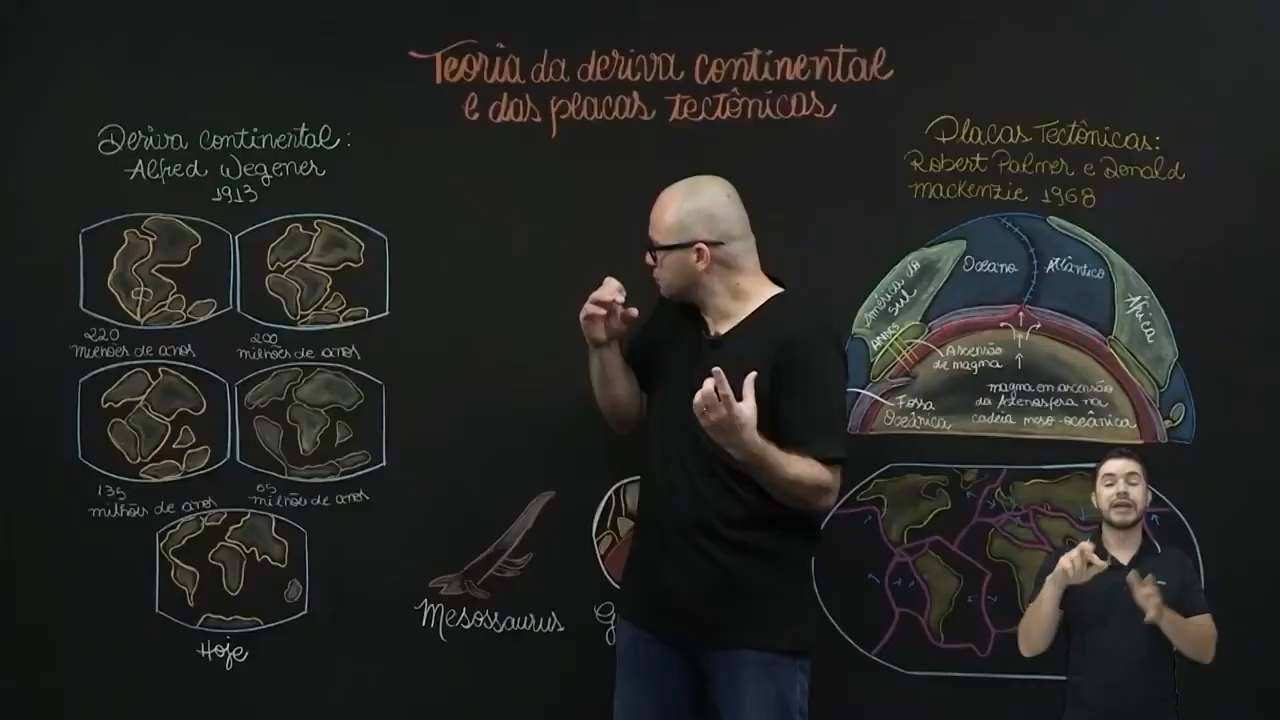 Teoria da deriva continental
e das placas tectônicas
Deriva continental:
Alfred Wegener
1913
220
milhões de anos
200
milhões de anos
135
milhões de anos
65
milhões de anos
Hoje
Mesossaurus
G
Placas Tectônicas:
Robert Palmer e Donald
Mackenzie 1968
América do
Sul
Oceano Atlântico
África
ANDES
Ascensão
de magma
Fossa
Oceânica
magma em ascensão
da Astenosfera na
cadeia meso-oceânica